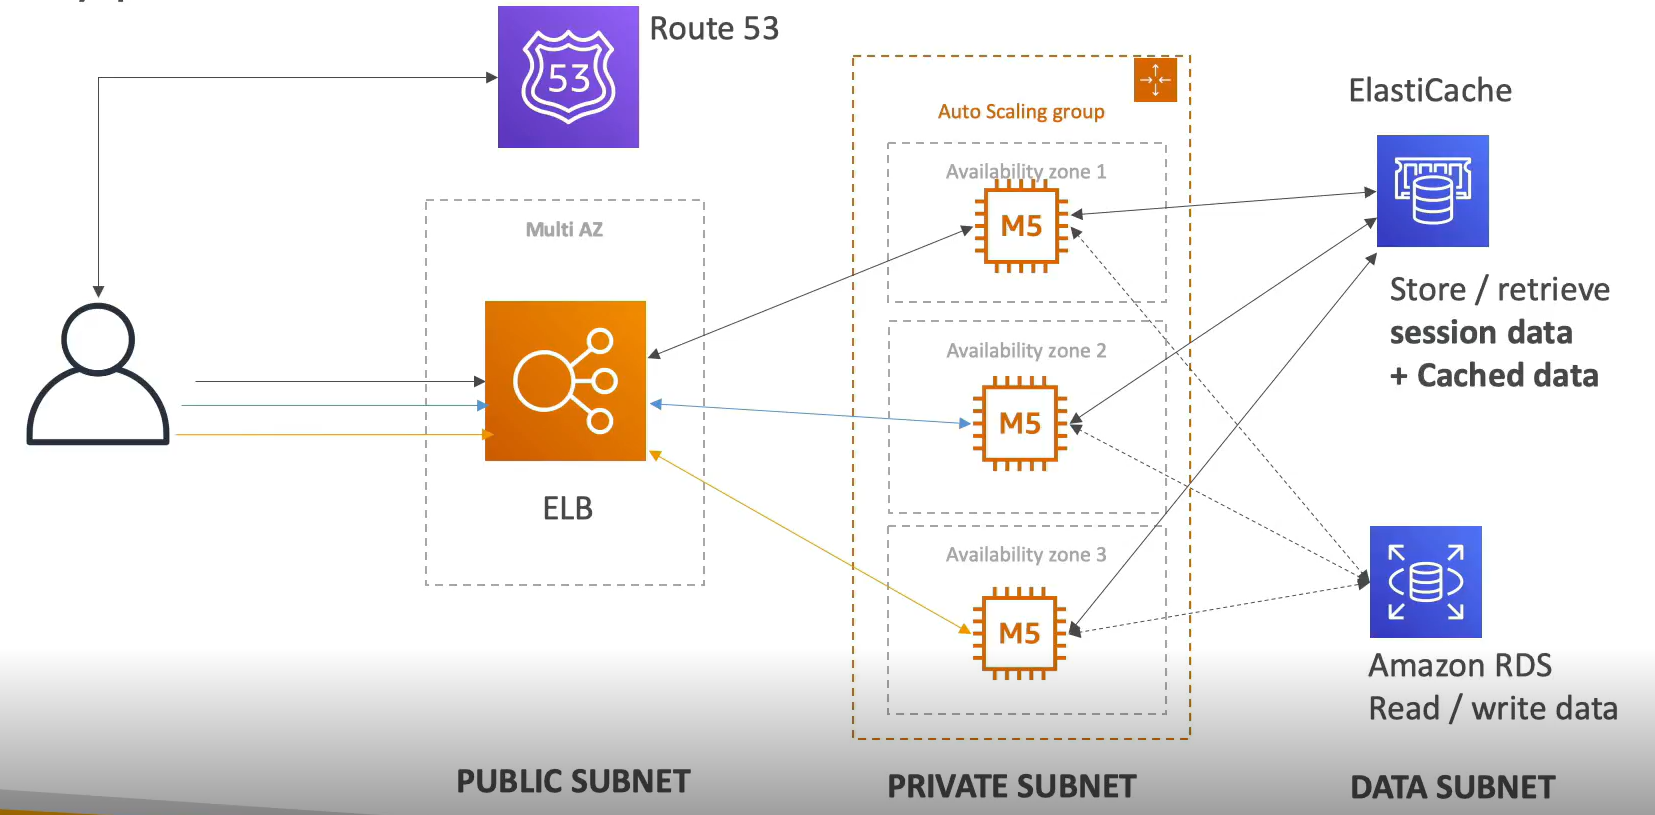 Route 53
53
ElastiCache
Auto Scaling group
Availability zone 1
M5
Multi AZ
Store / retrieve
session data
+ Cached data
Availability zone 2
M5
ELB
Availability zone 3
M5
Amazon RDS
Read / write data
PUBLIC SUBNET
PRIVATE SUBNET
DATA SUBNET